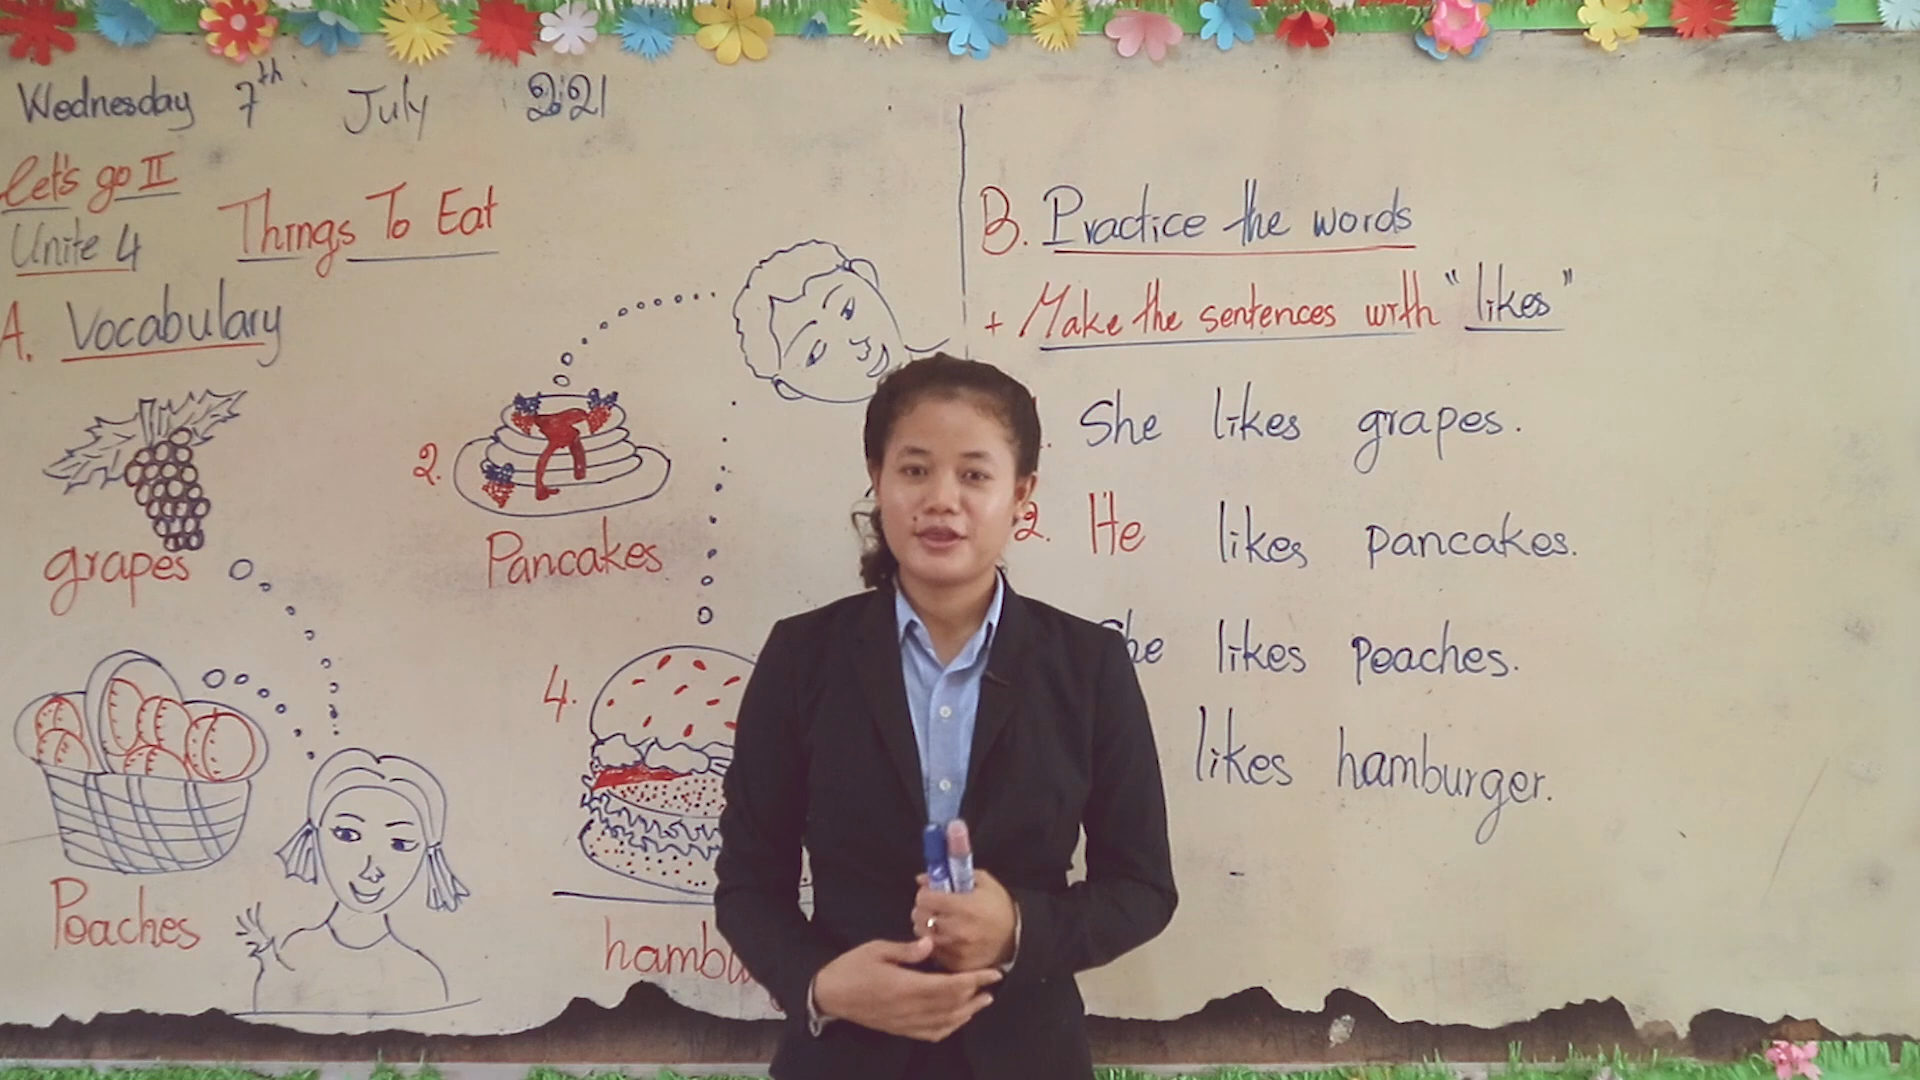 Wednesday 7th July 2021
Let's go II
Unite 4 Things To Eat
A. Vocabulary
grapes
2.
Pancakes
Peaches
4.
B. Practice the words
+ Make the sentences with "likes"
She likes grapes.
2. He likes pancakes.
likes peaches.
likes hamburger.